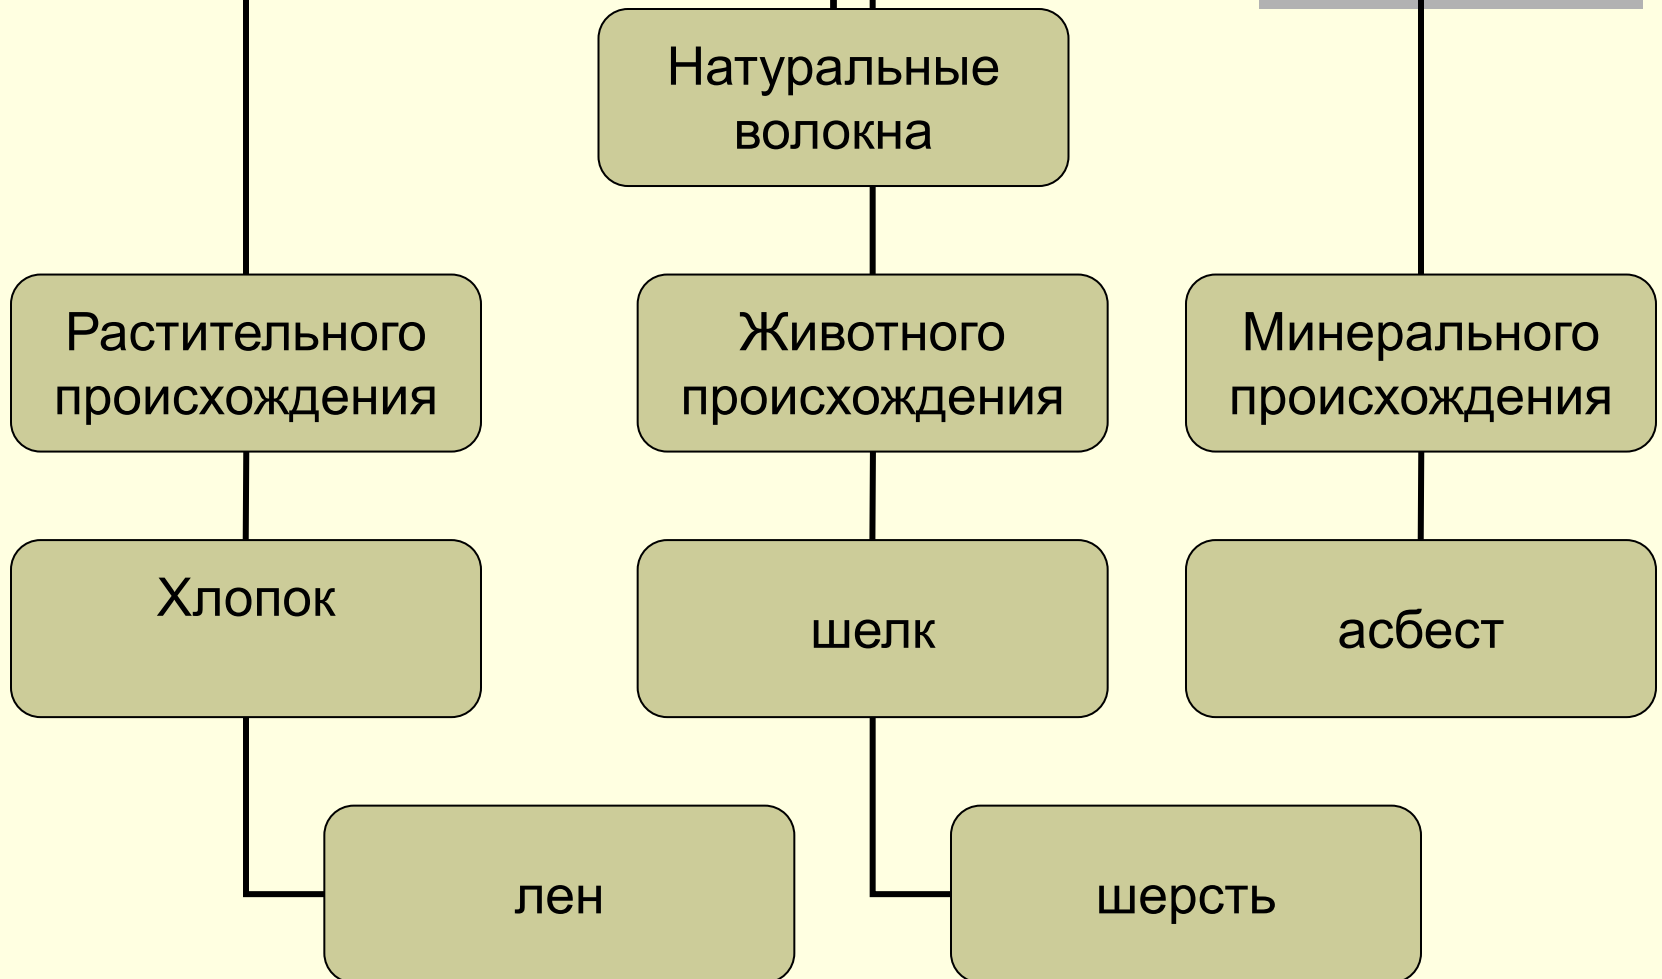 Натуральные
волокна
Растительного
происхождения
Животного
происхождения
Минерального
происхождения
Хлопок
шелк
асбест
лен
шерсть